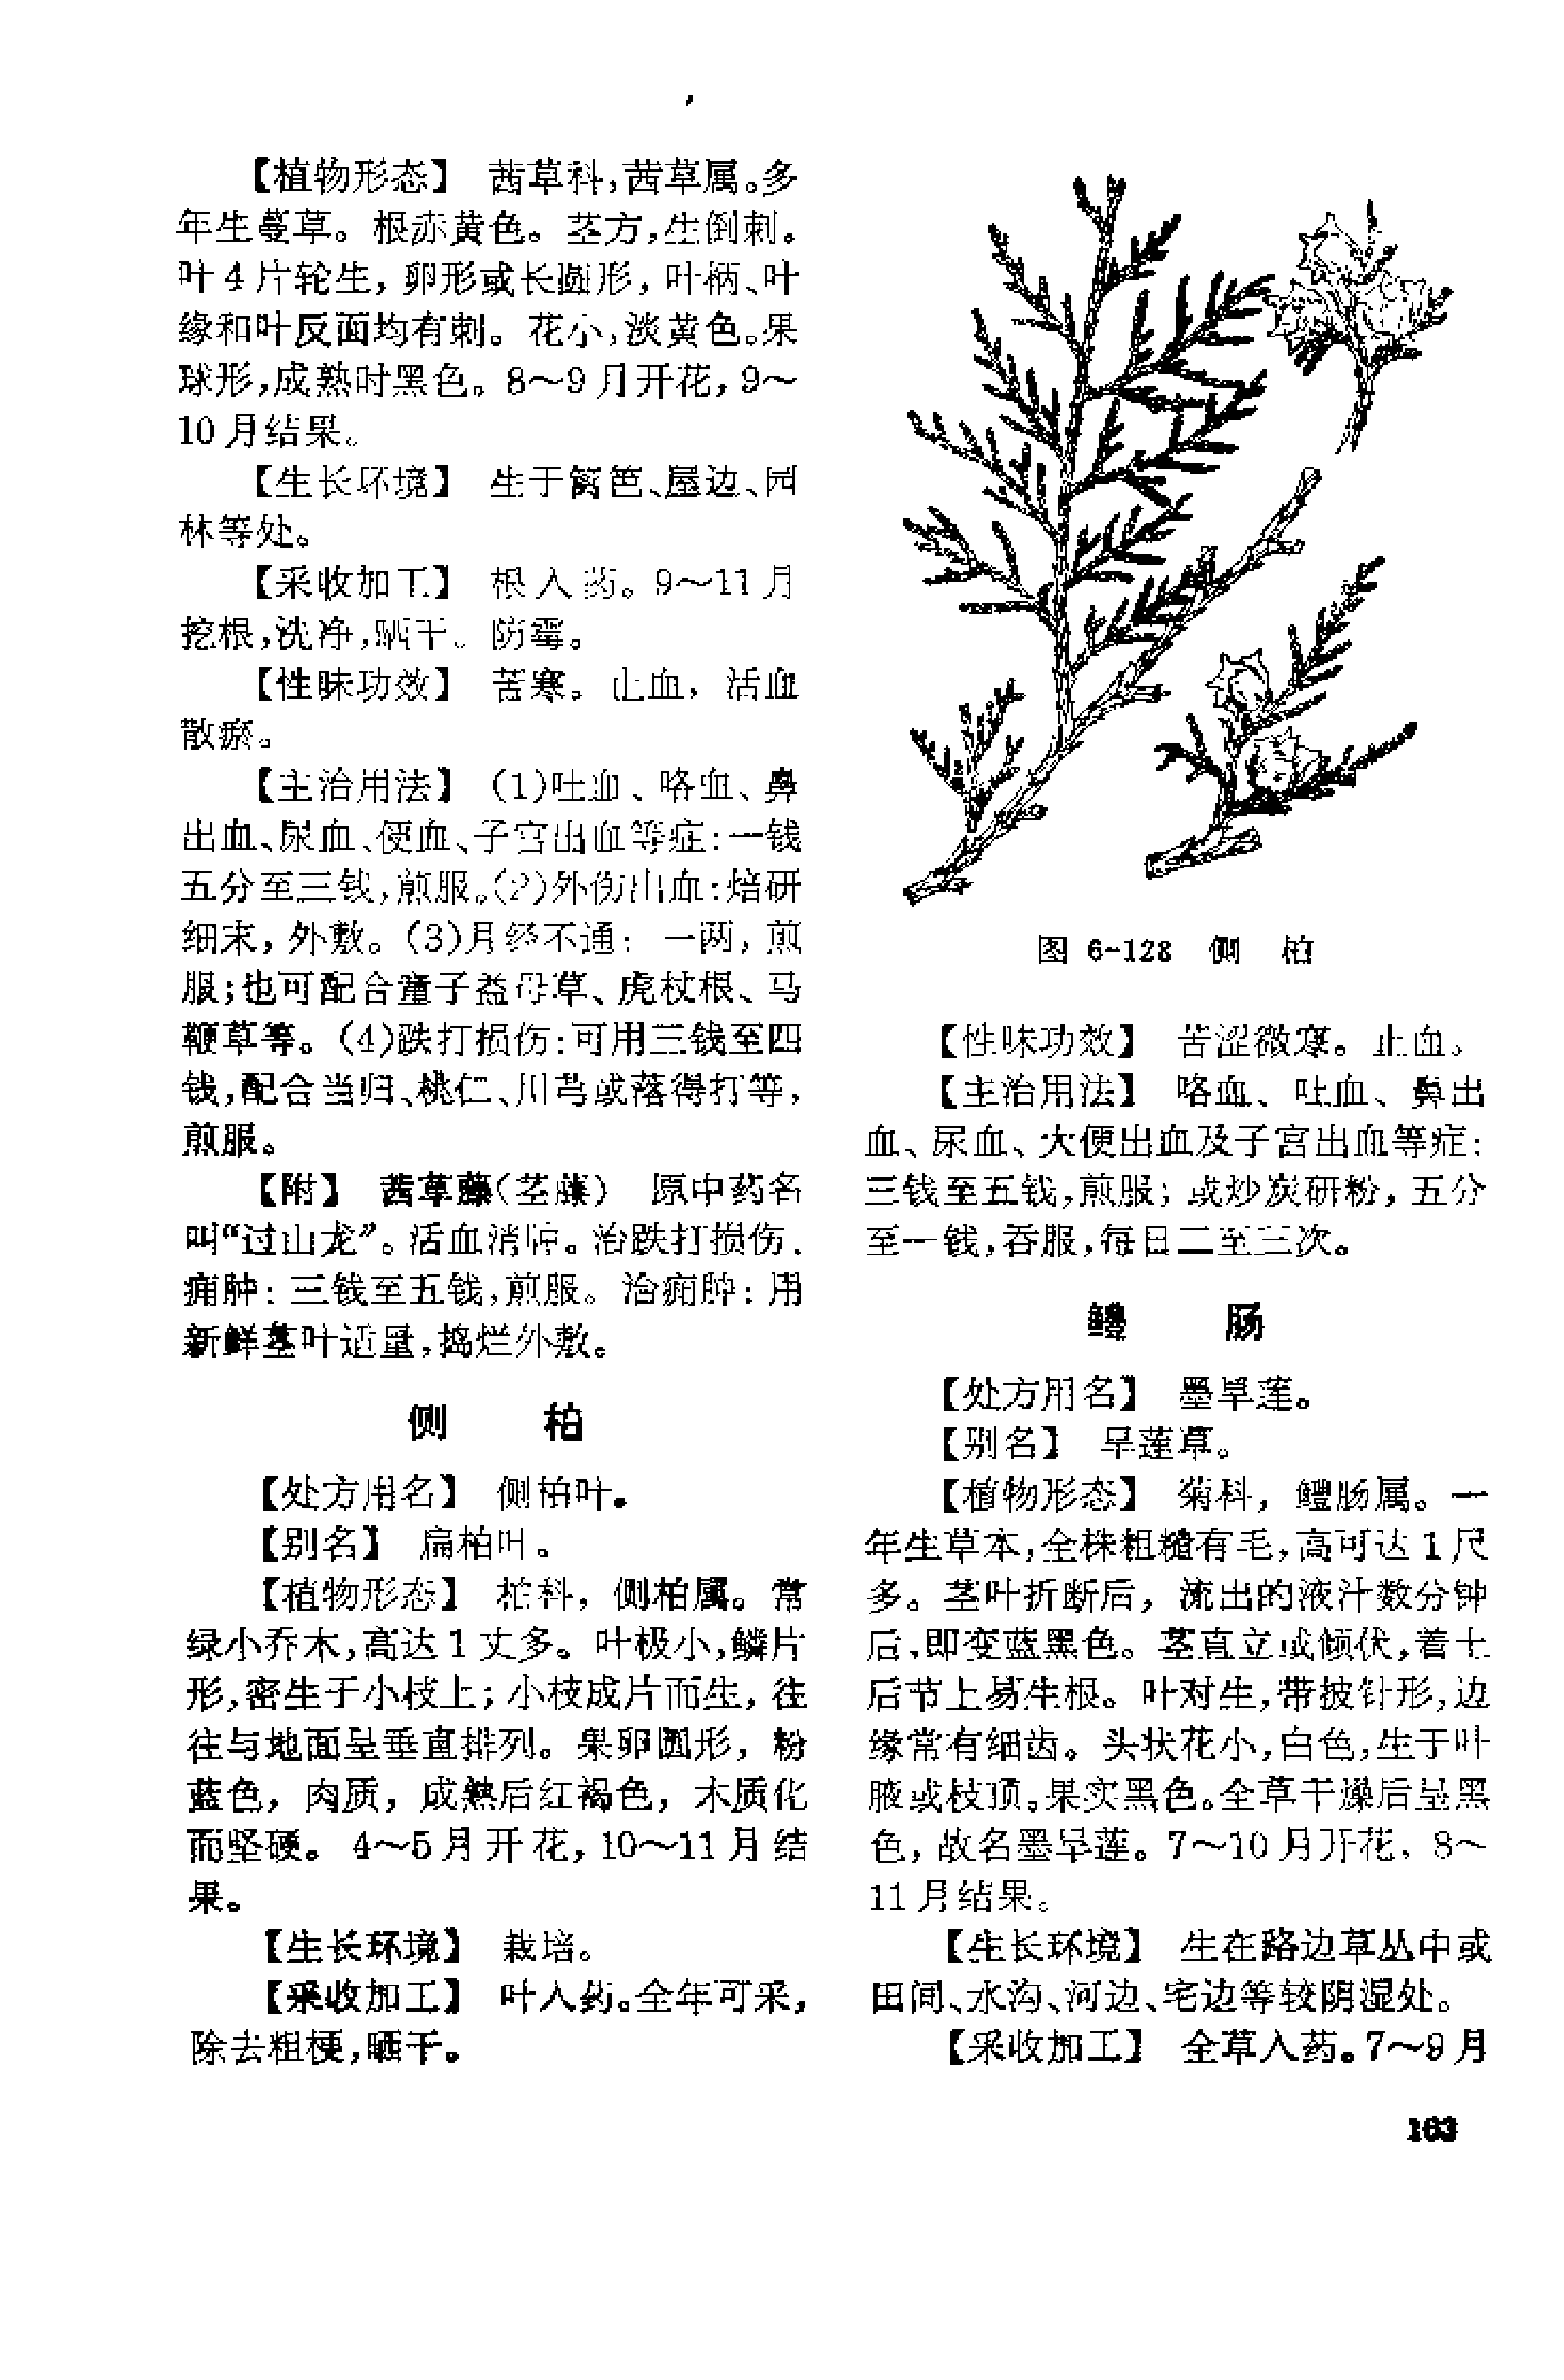 【植物形态】 茜草科,茜草属。多
年生蔓草。根赤黄色。茎方,生倒刺。
叶4片轮生,卵形或长圆形,叶柄、叶
缘和叶反面均有刺。花小,淡黄色。果
球形,成熟时黑色。8～9月开花,9～
10月结果。
【生长环境】 生于篱笆、屋边、园
林等处。
【采收加工】 根入药。9～11月
挖根,洗净,晒干。防霉。
【性味功效】 苦寒。止血,活血
散瘀。
【主治用法】 (1)吐血、咯血、鼻
出血、尿血、便血、子宫出血等症:一钱
五分至三钱,煎服。(2)外伤出血:焙研
细末,外敷。(3)月经不通: 一两,煎
服;也可配合童子益母草、虎杖根、马
鞭草等。(4)跌打损伤:可用三钱至四
钱,配合当归、桃仁、川芎或落得打等,
煎服。
【附】 茜草藤(茎藤) 原中药名
叫“过山龙”。活血消肿。治跌打损伤、
痈肿: 三钱至五钱,煎服。治痈肿: 用
新鲜茎叶适量,捣烂外敷。
侧 柏
【处方用名】 侧柏叶。
【别名】 扁柏叶。
【植物形态】 柏科,侧柏属。常
绿小乔木,高达1丈多。叶极小,鳞片
形,密生于小枝上; 小枝成片而生,往
往与地面呈垂直排列。果卵圆形,粉
蓝色,肉质,成熟后红褐色,木质化
而坚硬。4～5月开花,10～11月结
果。
【生长环境】 栽培。
【采收加工】 叶入药。全年可采,
除去粗梗,晒干。
图 6-128 侧 柏
【性味功效】 苦涩微寒。止血。
【主治用法】 咯血、吐血、鼻出
血、尿血、大便出血及子宫出血等症:
三钱至五钱,煎服; 或炒炭研粉,五分
至一钱,吞服,每日二至三次。
鳢 肠
【处方用名】 墨旱莲。
【别名】 旱莲草。
【植物形态】 菊科,鳢肠属。一
年生草本,全株粗糙有毛,高可达1尺
多。茎叶折断后,流出的液汁数分钟
后,即变蓝黑色。茎直立或倾伏,着土
后节上易生根。叶对生,带披针形,边
缘常有细齿。头状花小,白色,生于叶
腋或枝顶。果实黑色。全草干燥后呈黑
色,故名墨旱莲。7～10月开花,8～
11月结果。
【生长环境】 生在路边草丛中或
田间、水沟、河边、宅边等较阴湿处。
【采收加工】 全草入药。7～9月
163